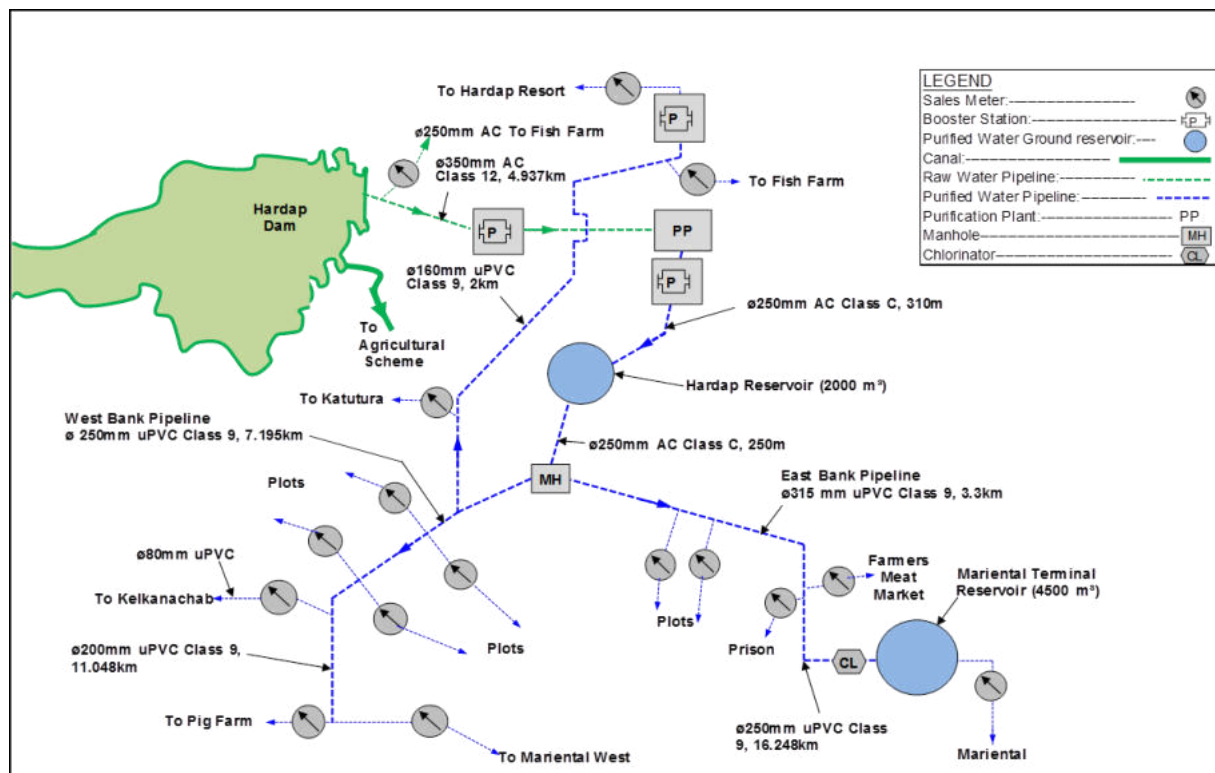 To Hardap Resort
ø250mm AC To Fish Farm
ø350mm AC
Class 12, 4.937km
Hardap
Dam
P
To Fish Farm
P
PP
P
ø160mm uPVC
Class 9, 2km
ø250mm AC Class C, 310m
To
Agricultural
Scheme
Hardap Reservoir (2000 m³)
To Katutura
West Bank Pipeline
ø 250mm uPVC Class 9, 7.195km
ø250mm AC Class C, 250m
MH
East Bank Pipeline
ø315 mm uPVC Class 9, 3.3km
Plots
ø80mm uPVC
To Kelkanachab
Plots
ø200mm uPVC Class 9,
11.048km
To Pig Farm
To Mariental West
Plots
Farmers
Meat
Market
Prison
Mariental Terminal
Reservoir (4500 m³)
CL
ø250mm uPVC Class
9, 16.248km
Mariental
LEGEND
Sales Meter:
Booster Station: P
Purified Water Ground reservoir:
Canal:
Raw Water Pipeline:
Purified Water Pipeline:
Purification Plant: PP
Manhole MH
Chlorinator CL